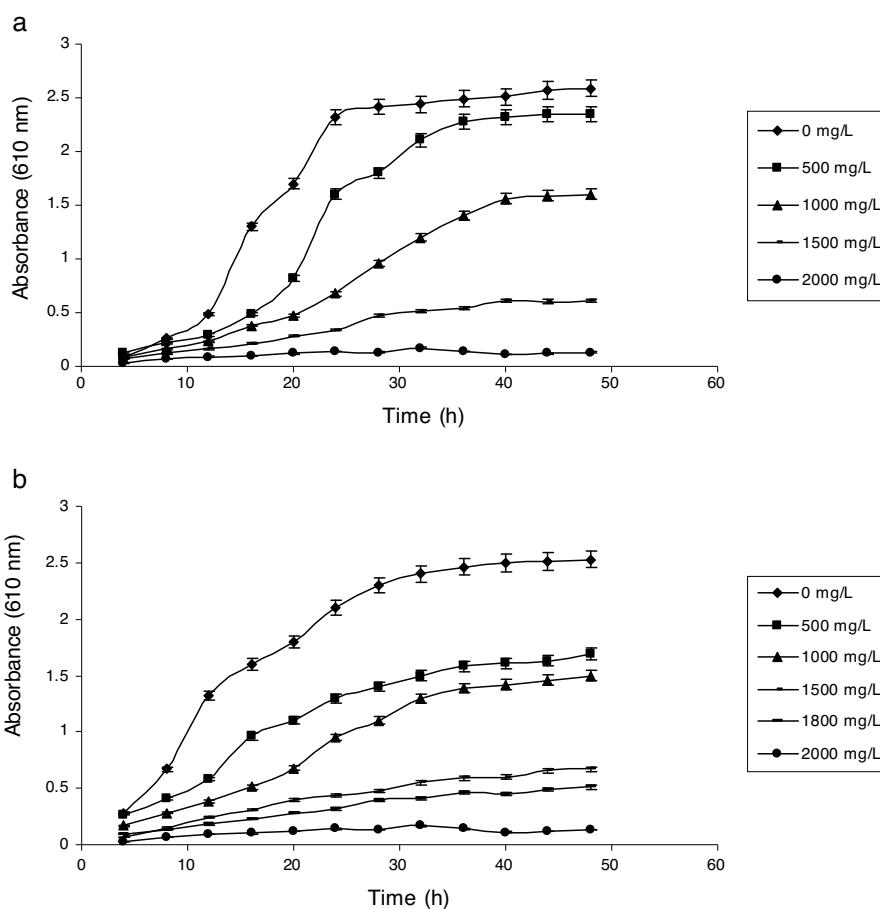 a
3
2.5
2
1.5
1
0.5
0
Absorbance (610 nm)
0 10 20 30 40 50 60
Time (h)
0 mg/L
500 mg/L
1000 mg/L
1500 mg/L
2000 mg/L
b
3
2.5
2
1.5
1
0.5
0
Absorbance (610 nm)
0 10 20 30 40 50 60
Time (h)
0 mg/L
500 mg/L
1000 mg/L
1500 mg/L
1800 mg/L
2000 mg/L